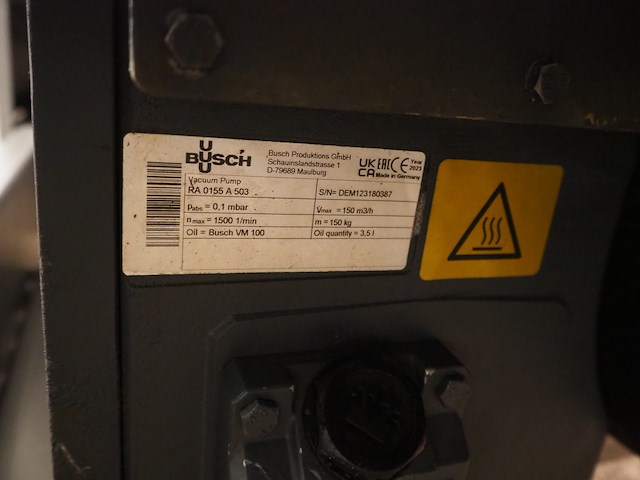 BUSCH
Busch Produktions GmbH
Schauinslandstrasse 1
D-79689 Maulburg
UK CA EAC CE Year 2023
Made in Germany
Vacuum Pump
RA 0155 A 503
S/N= DEM123180387
pabs = 0,1 mbar
Vmax = 150 m3/h
nmax = 1500 1/min
m = 150 kg
Oil = Busch VM 100
Oil quantity = 3,5 l